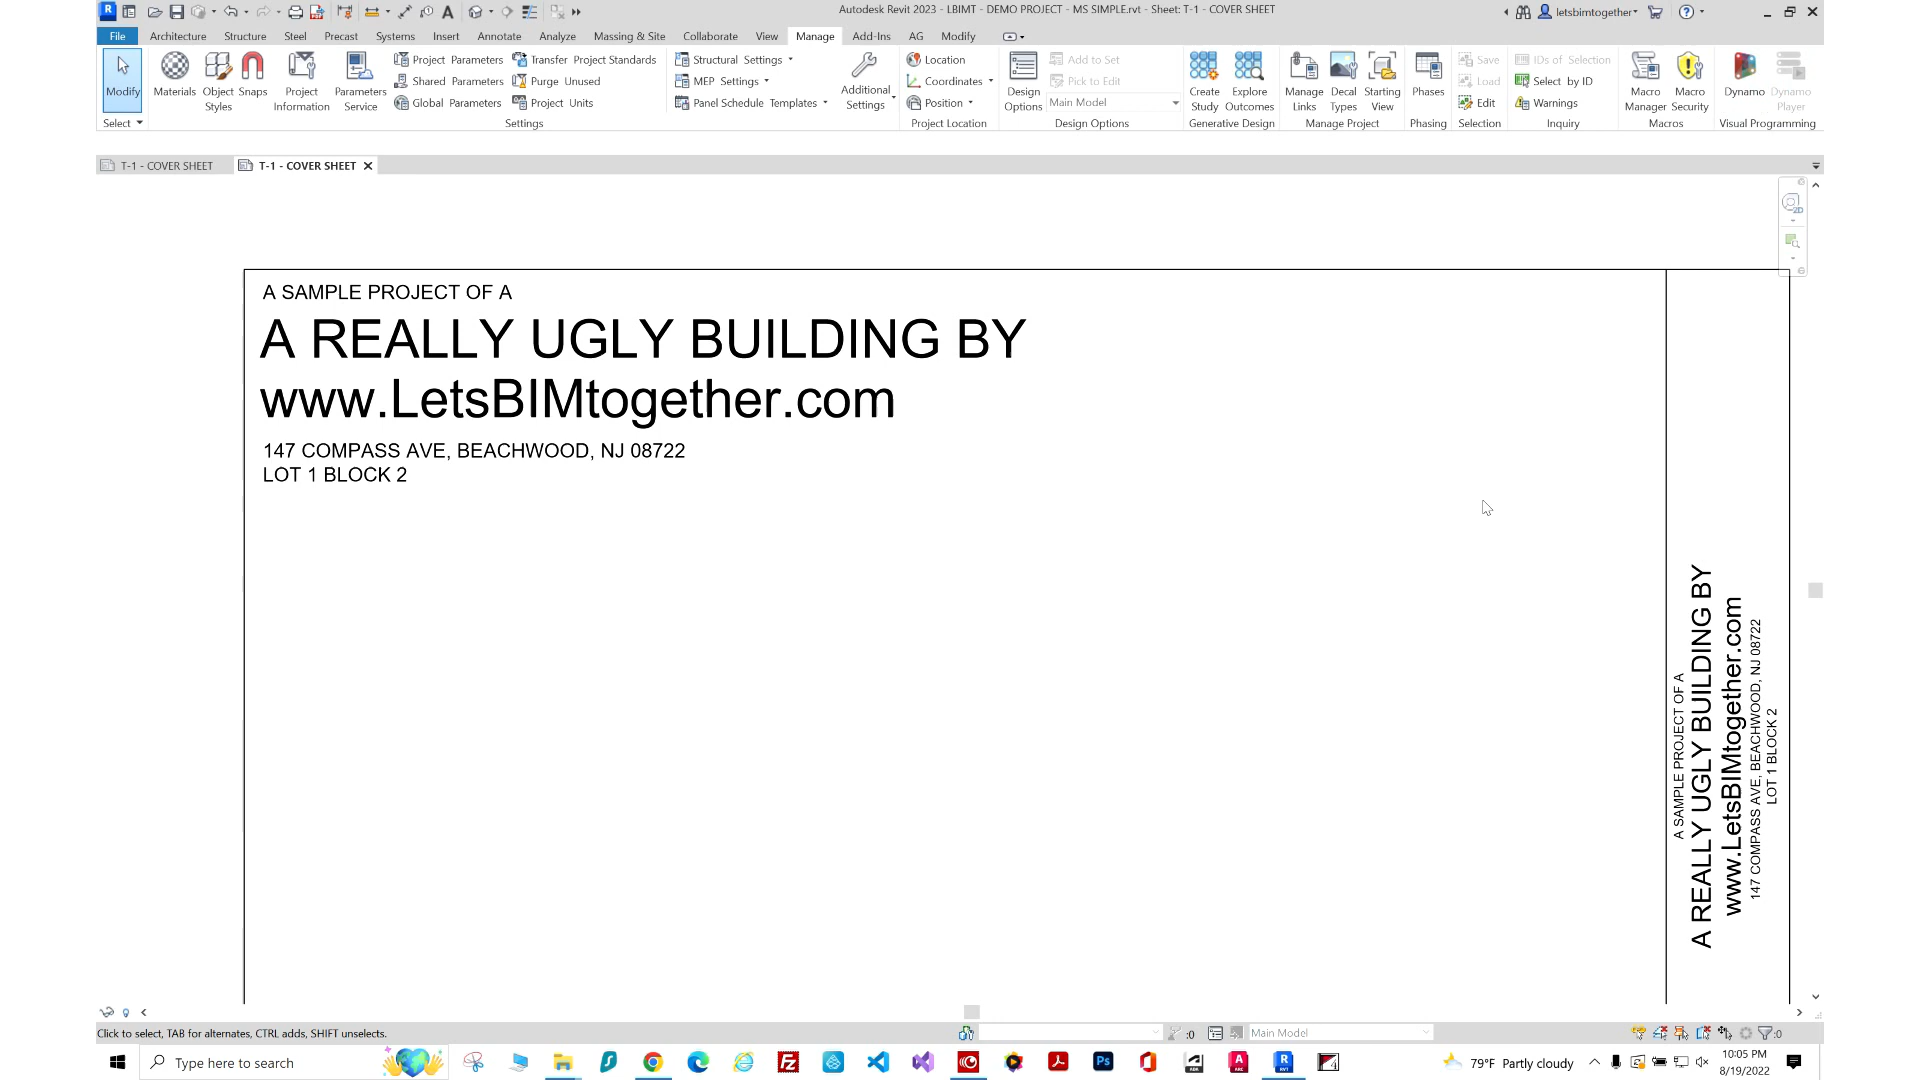 Autodesk Revit 2023 - LBIMT - DEMO PROJECT - MS SIMPLE.rvt - Sheet: T-1 - COVER SHEET
letsbimtogether
File Architecture Structure Steel Precast Systems Insert Annotate Analyze Massing & Site Collaborate View Manage Add-Ins AG Modify
Modify
Select
Materials
Object Styles
Snaps
Project Information
Parameters Service
Project Parameters
Shared Parameters
Global Parameters
Transfer Project Standards
Purge Unused
Project Units
Structural Settings
MEP Settings
Panel Schedule Templates
Additional Settings
Settings
Location
Coordinates
Position
Project Location
Design Options
Add to Set
Pick to Edit
Main Model
Design Options
Create Study
Explore Outcomes
Generative Design
Manage Links
Decal Types
Starting View
Manage Project
Phases
Phasing
Save
Load
Edit
Selection
IDs of Selection
Select by ID
Warnings
Inquiry
Macro Manager
Macro Security
Macros
Dynamo
Dynamo Player
Visual Programming
T-1 - COVER SHEET
T-1 - COVER SHEET
A SAMPLE PROJECT OF A
A REALLY UGLY BUILDING BY
www.LetsBIMtogether.com
147 COMPASS AVE, BEACHWOOD, NJ 08722
LOT 1 BLOCK 2
A SAMPLE PROJECT OF A
A REALLY UGLY BUILDING BY
www.LetsBIMtogether.com
147 COMPASS AVE, BEACHWOOD, NJ 08722
LOT 1 BLOCK 2
Click to select, TAB for alternates, CTRL adds, SHIFT unselects.
:0
Main Model
:0
Type here to search
79°F Partly cloudy
10:05 PM
8/19/2022